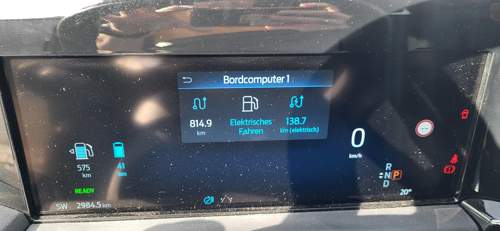 Bordcomputer 1
814.9
km
Elektrisches
Fahren
138.7
km (elektrisch)
575
km
41
km
READY
SW 2984.5 km
0
km/h
R
N P
D
20°